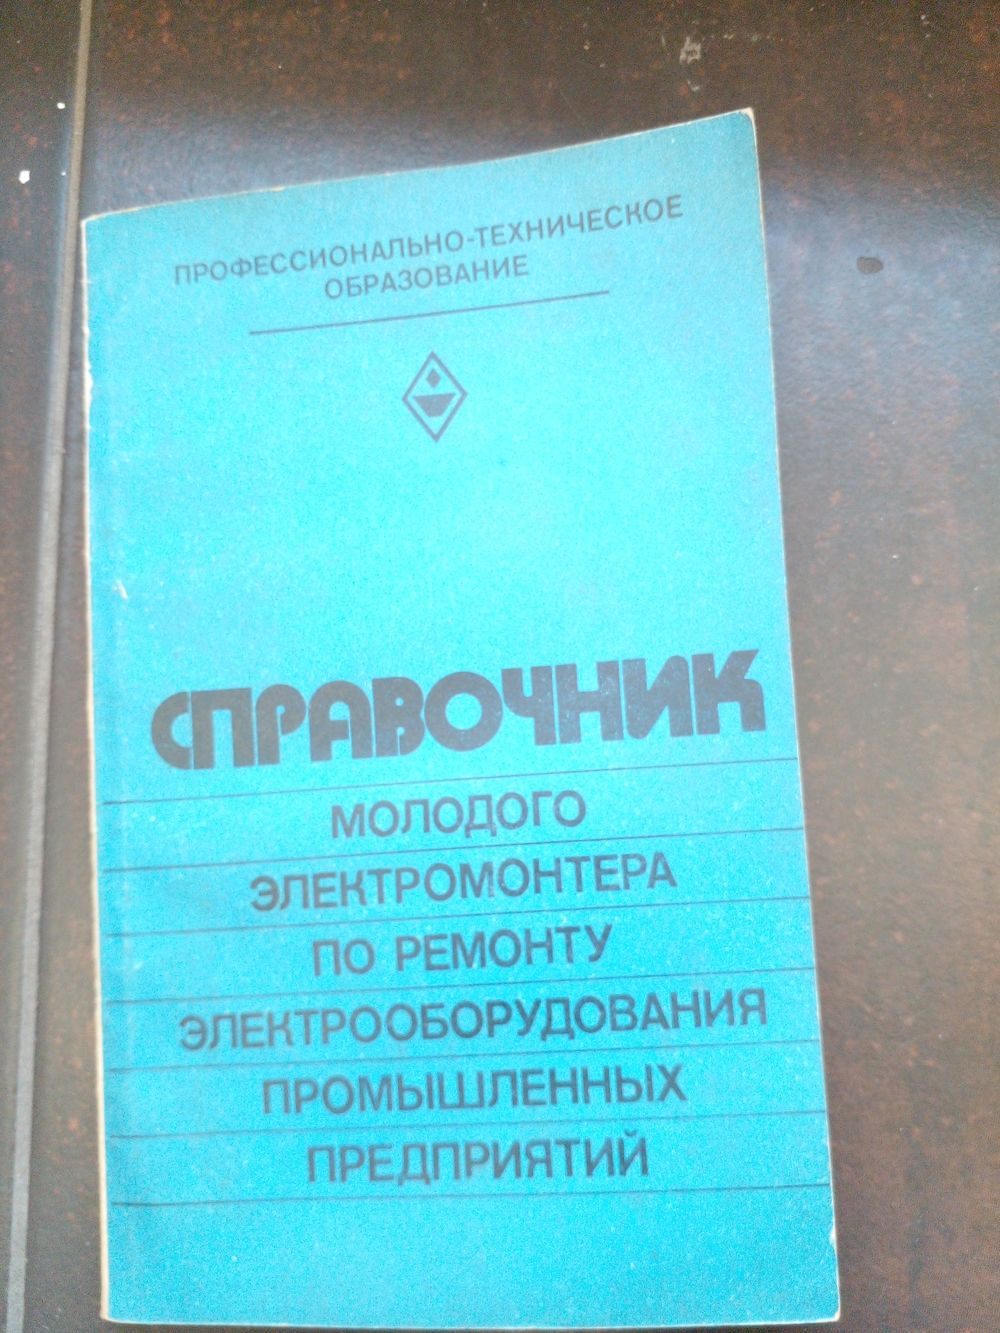 ПРОФЕССИОНАЛЬНО-ТЕХНИЧЕСКОЕ
ОБРАЗОВАНИЕ
СПРАВОЧНИК
МОЛОДОГО
ЭЛЕКТРОМОНТЕРА
ПО РЕМОНТУ
ЭЛЕКТРООБОРУДОВАНИЯ
ПРОМЫШЛЕННЫХ
ПРЕДПРИЯТИЙ